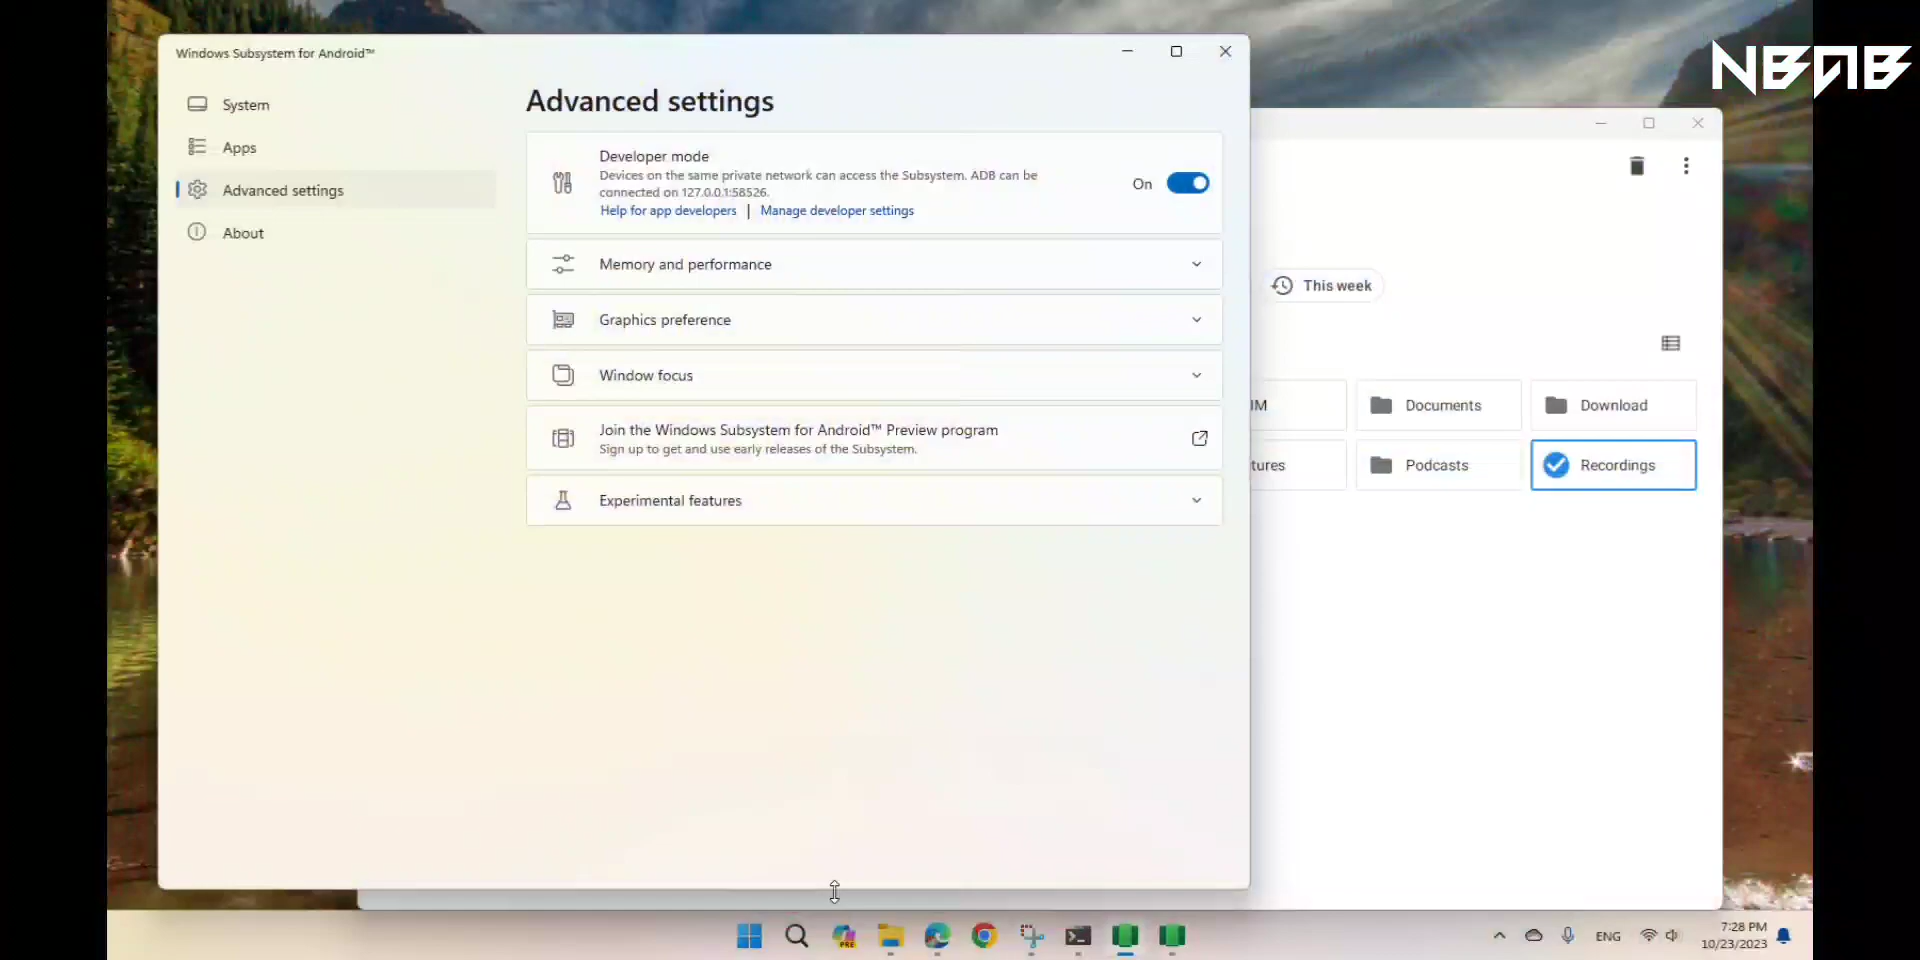 NBAB
Windows Subsystem for Android™
System
Apps
Advanced settings
About
Advanced settings
Developer mode
Devices on the same private network can access the Subsystem. ADB can be
connected on 127.0.0.1:58526.
Help for app developers | Manage developer settings
On
Memory and performance
Graphics preference
Window focus
Join the Windows Subsystem for Android™ Preview program
Sign up to get and use early releases of the Subsystem.
Experimental features
This week
IM
Documents
Download
tures
Podcasts
Recordings
PRE
ENG
7:28 PM
10/23/2023